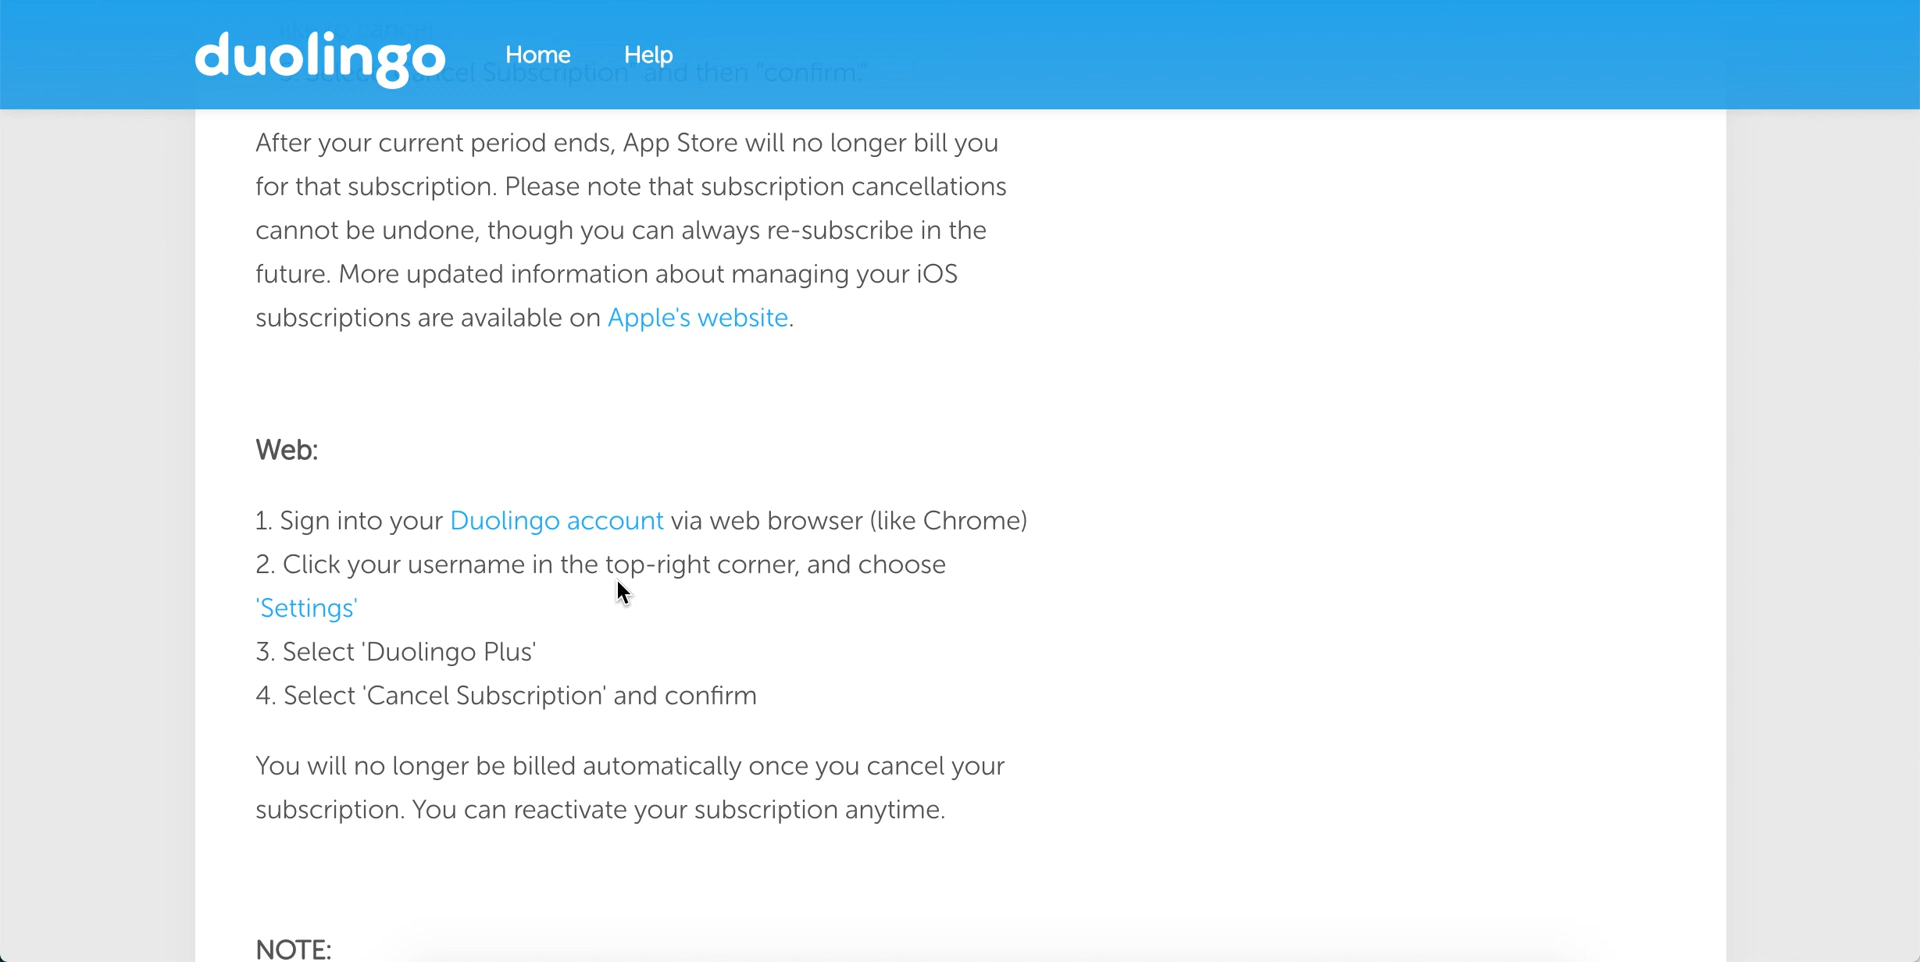 duolingo Home Help
Cancel Subscription" and then "confirm."
After your current period ends, App Store will no longer bill you
for that subscription. Please note that subscription cancellations
cannot be undone, though you can always re-subscribe in the
future. More updated information about managing your iOS
subscriptions are available on Apple's website.
Web:
1. Sign into your Duolingo account via web browser (like Chrome)
2. Click your username in the top-right corner, and choose
'Settings'
3. Select 'Duolingo Plus'
4. Select 'Cancel Subscription' and confirm
You will no longer be billed automatically once you cancel your
subscription. You can reactivate your subscription anytime.
NOTE: